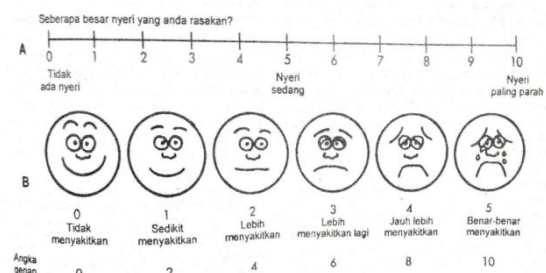 Seberapa besar nyeri yang anda rasakan?
A
0 1 2 3 4 5 6 7 8 9 10
Tidak ada nyeri
Nyeri sedang
Nyeri paling parah
B
0 1 2 3 4 5
Tidak menyakitkan
Sedikit menyakitkan
Lebih menyakitkan
Lebih menyakitkan lagi
Jauh lebih menyakitkan
Benar-benar menyakitkan
Angka genap
0 2 4 6 8 10